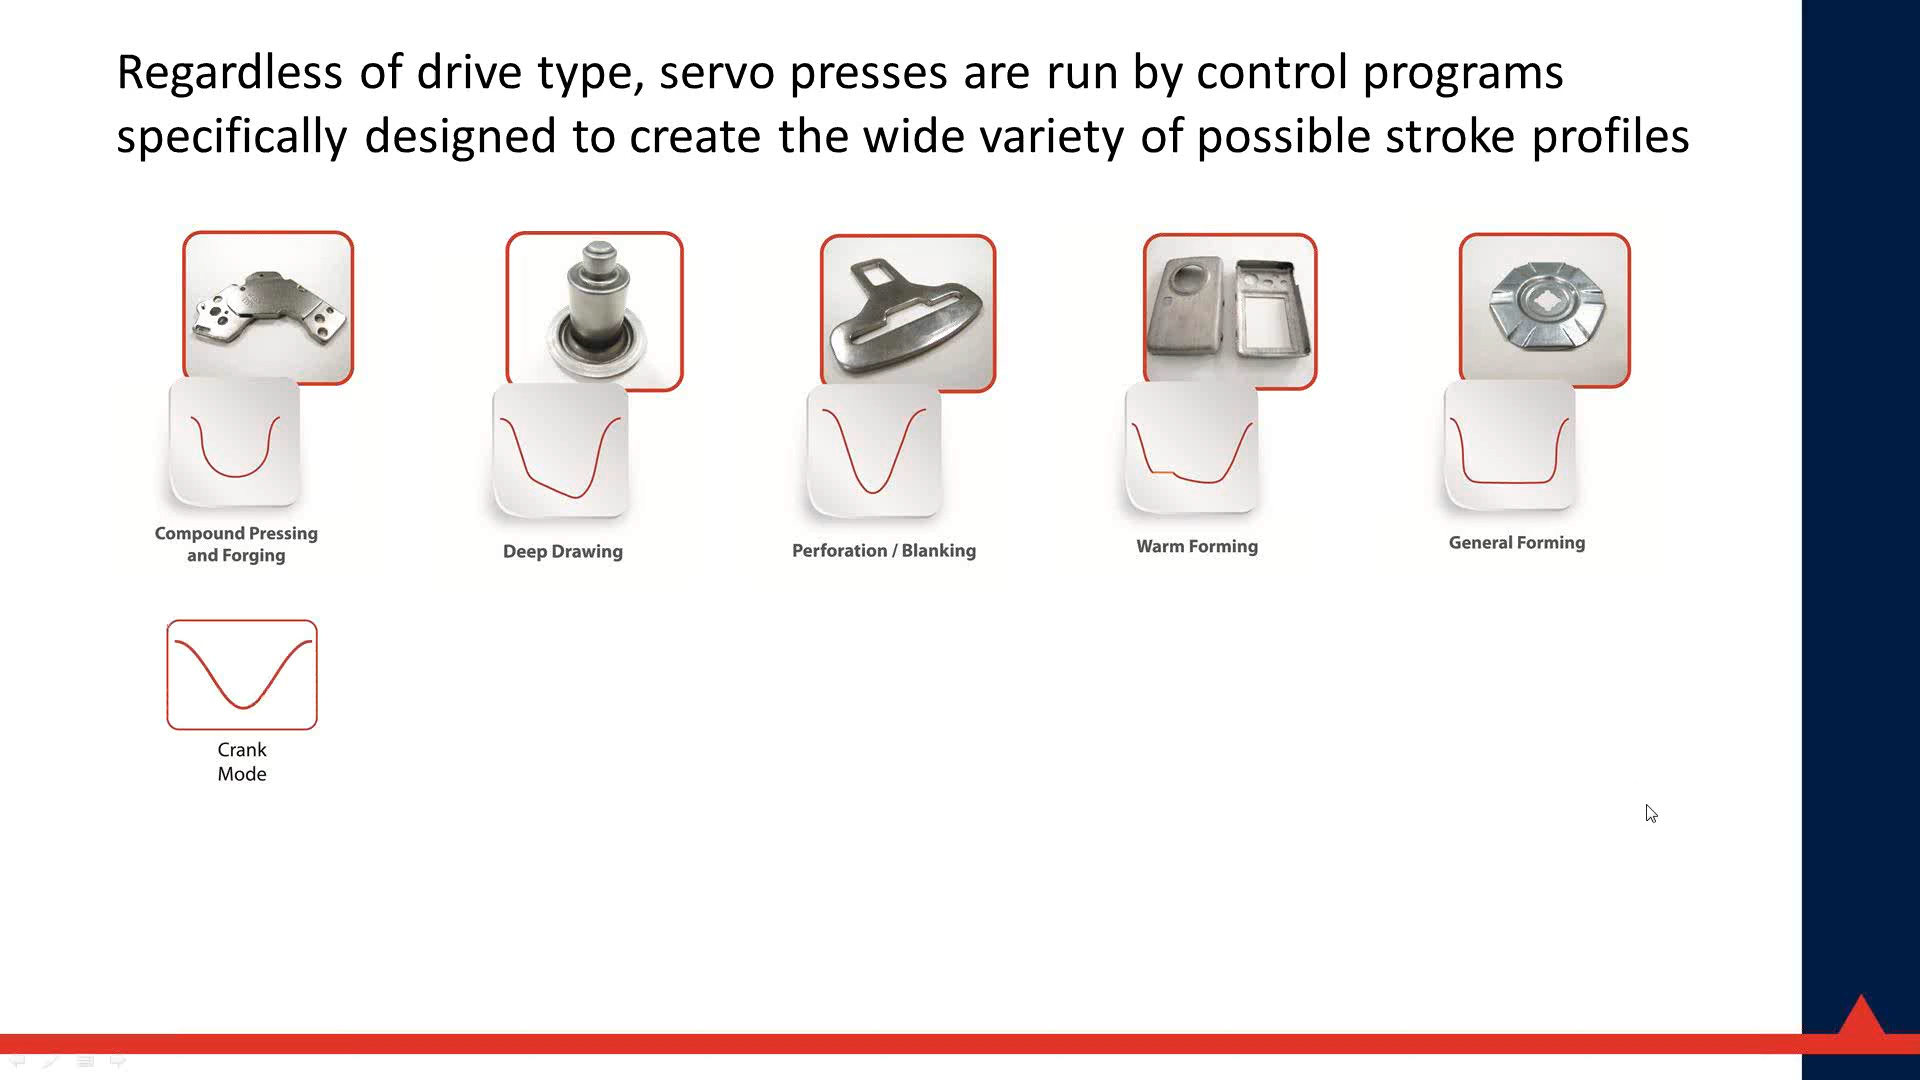 Regardless of drive type, servo presses are run by control programs
specifically designed to create the wide variety of possible stroke profiles
Compound Pressing
and Forging
Deep Drawing
Perforation / Blanking
Warm Forming
General Forming
Crank
Mode